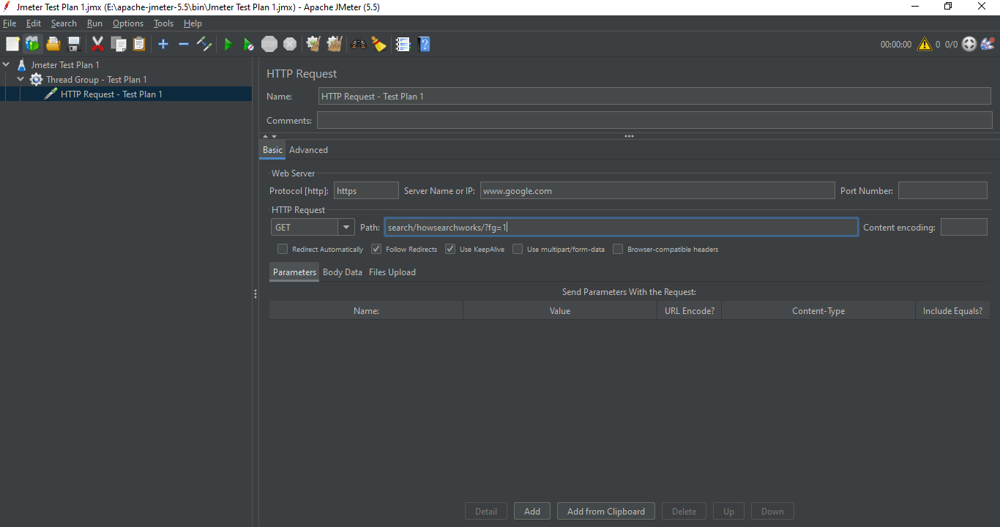 Jmeter Test Plan 1.jmx (E:\apache-jmeter-5.5\bin\Jmeter Test Plan 1.jmx) - Apache JMeter (5.5)
File Edit Search Run Options Tools Help
00:00:00 0 0/0
Jmeter Test Plan 1
Thread Group - Test Plan 1
HTTP Request - Test Plan 1
HTTP Request
Name: HTTP Request - Test Plan 1
Comments:
Basic Advanced
Web Server
Protocol [http]: https Server Name or IP: www.google.com Port Number:
HTTP Request
GET Path: search/howsearchworks/?fg=1 Content encoding:
Redirect Automatically Follow Redirects Use KeepAlive Use multipart/form-data Browser-compatible headers
Parameters Body Data Files Upload
Send Parameters With the Request:
Name: Value URL Encode? Content-Type Include Equals?
Detail Add Add from Clipboard Delete Up Down